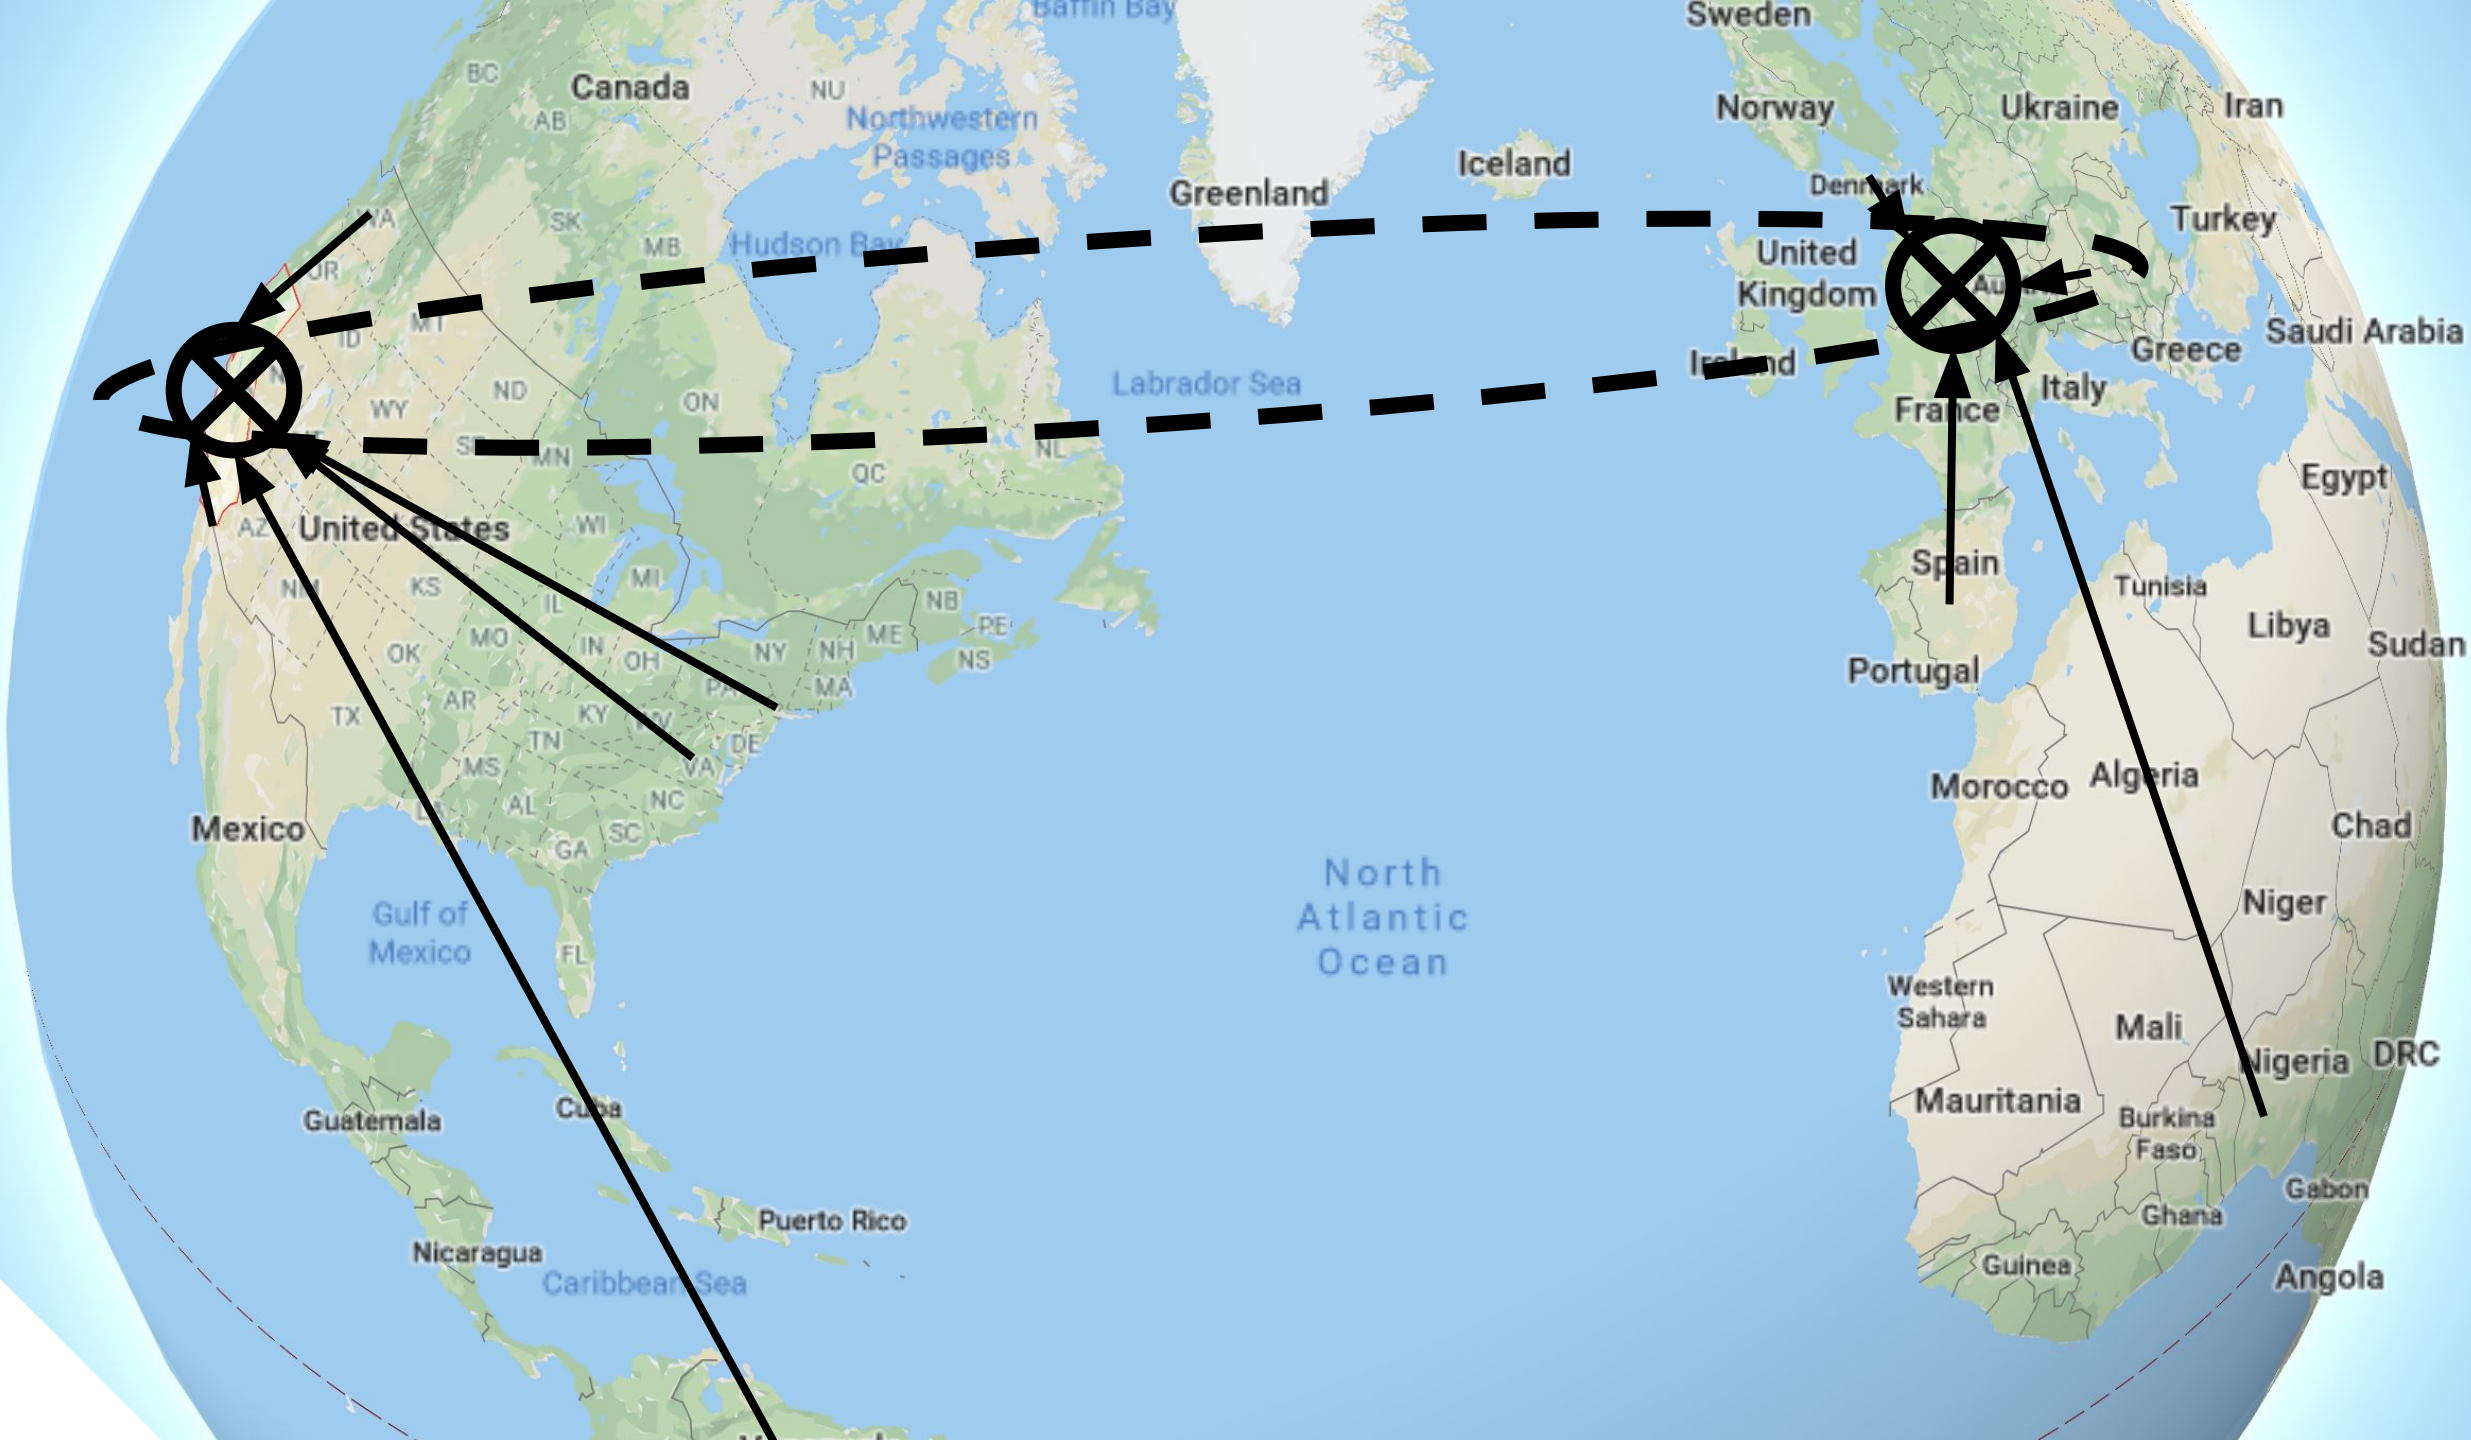 Baffin Bay
Sweden
BC
Canada
NU
Norway
Ukraine
Iran
AB
Northwestern
Passages
Iceland
Greenland
Denmark
WA
SK
MB
Hudson Bay
Turkey
OR
United
Kingdom
MT
ID
Saudi Arabia
Greece
Ireland
Labrador Sea
Italy
ND
WY
ON
France
NL
MN
QC
Egypt
AZ
United States
WI
Spain
MI
NM
KS
Tunisia
IL
NB
PE
Libya
MO
IN
OH
NY
NH
ME
NS
Sudan
OK
Portugal
PA
MA
AR
TX
KY
WV
TN
DE
MS
VA
Morocco
Algeria
AL
NC
LA
Mexico
SC
Chad
GA
North
Atlantic
Ocean
Gulf of
Mexico
Niger
FL
Western
Sahara
Mali
Nigeria
DRC
Cuba
Guatemala
Mauritania
Burkina
Faso
Gabon
Puerto Rico
Ghana
Nicaragua
Guinea
Caribbean Sea
Angola